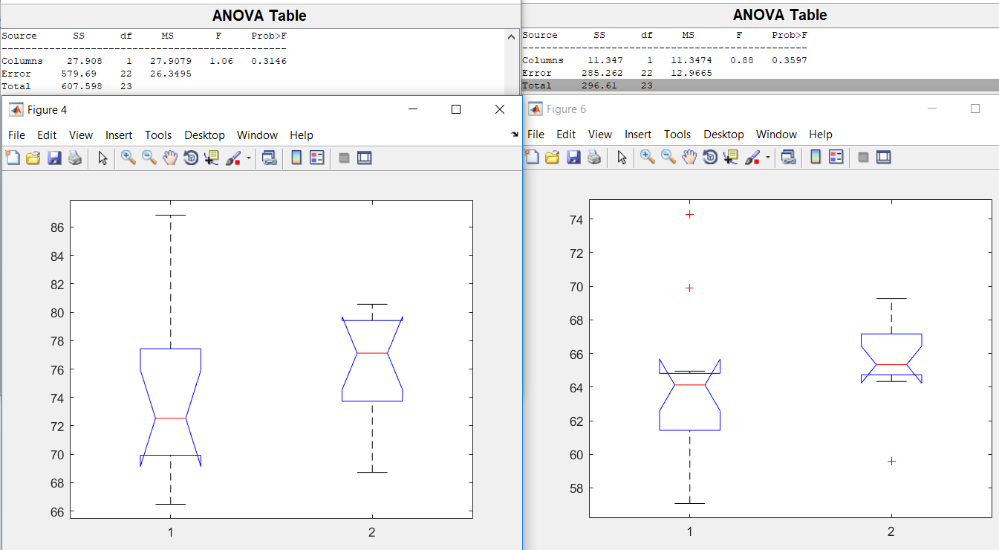 ANOVA Table
Source SS df MS F Prob>F
------------------------------------------------
Columns 27.908 1 27.9079 1.06 0.3146
Error 579.69 22 26.3495
Total 607.598 23
Figure 4
File Edit View Insert Tools Desktop Window Help
86
84
82
80
78
76
74
72
70
68
66
1 2
ANOVA Table
Source SS df MS F Prob>F
------------------------------------------------
Columns 11.347 1 11.3474 0.88 0.3597
Error 285.262 22 12.9665
Total 296.61 23
Figure 6
File Edit View Insert Tools Desktop Window Help
74
72
70
68
66
64
62
60
58
1 2